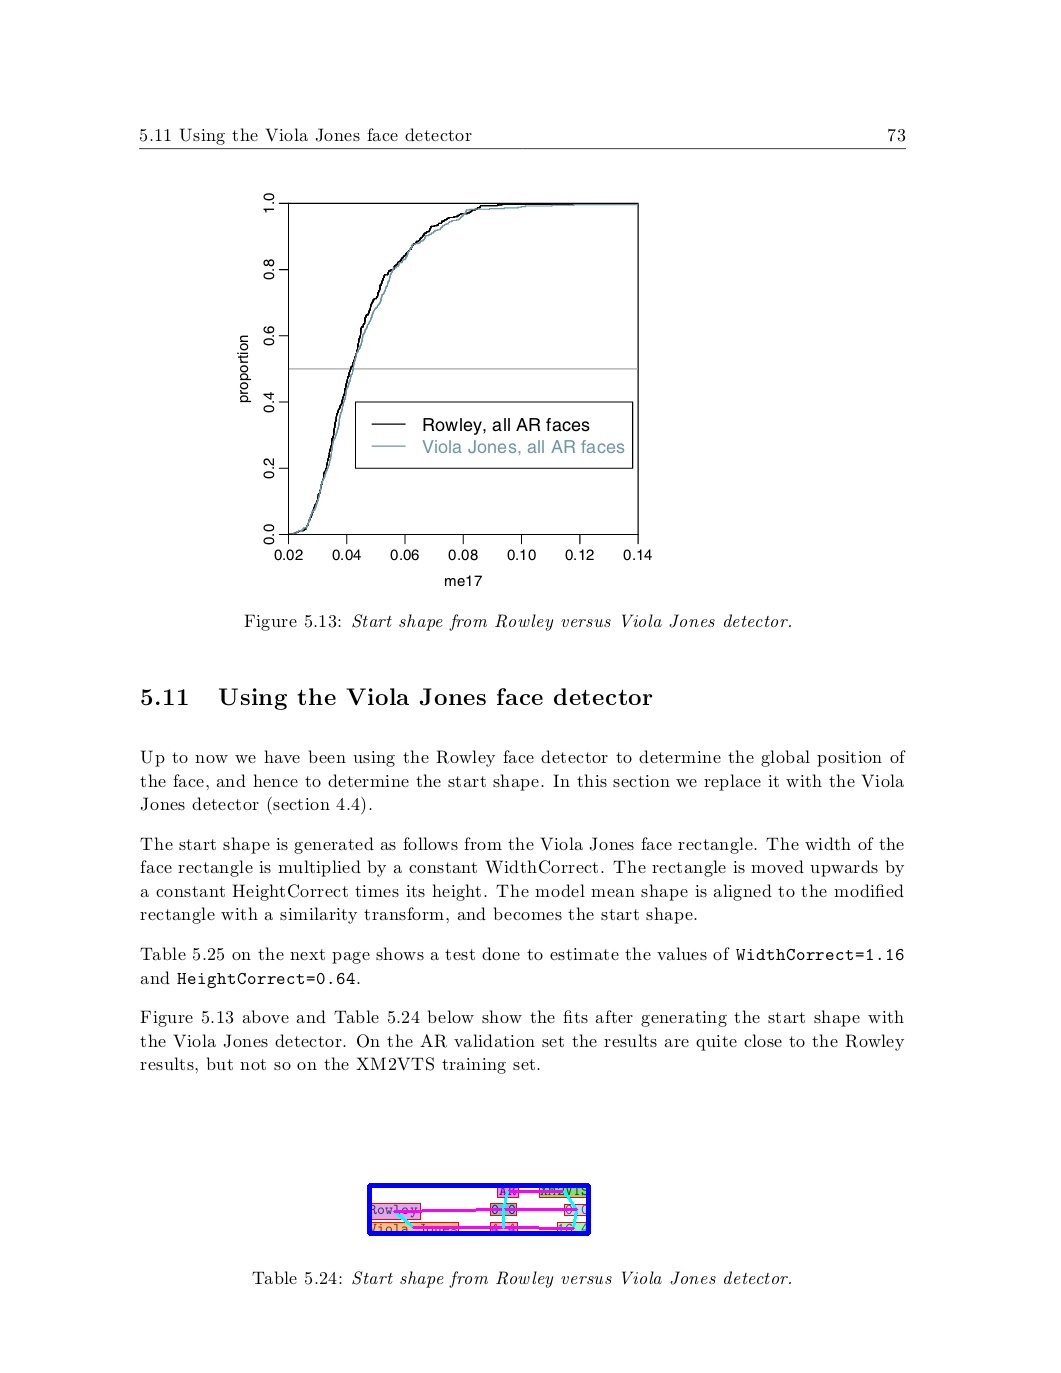 5.11 Using the Viola Jones face detector 73
1.0
0.8
0.6
0.4
0.2
0.0
proportion
Rowley, all AR faces
Viola Jones, all AR faces
0.02 0.04 0.06 0.08 0.10 0.12 0.14
me17
Figure 5.13: Start shape from Rowley versus Viola Jones detector.
5.11 Using the Viola Jones face detector
Up to now we have been using the Rowley face detector to determine the global position of
the face, and hence to determine the start shape. In this section we replace it with the Viola
Jones detector (section 4.4).
The start shape is generated as follows from the Viola Jones face rectangle. The width of the
face rectangle is multiplied by a constant WidthCorrect. The rectangle is moved upwards by
a constant HeightCorrect times its height. The model mean shape is aligned to the modified
rectangle with a similarity transform, and becomes the start shape.
Table 5.25 on the next page shows a test done to estimate the values of WidthCorrect=1.16
and HeightCorrect=0.64.
Figure 5.13 above and Table 5.24 below show the fits after generating the start shape with
the Viola Jones detector. On the AR validation set the results are quite close to the Rowley
results, but not so on the XM2VTS training set.
AR XM2VTS
Rowley
Viola Jones
Table 5.24: Start shape from Rowley versus Viola Jones detector.